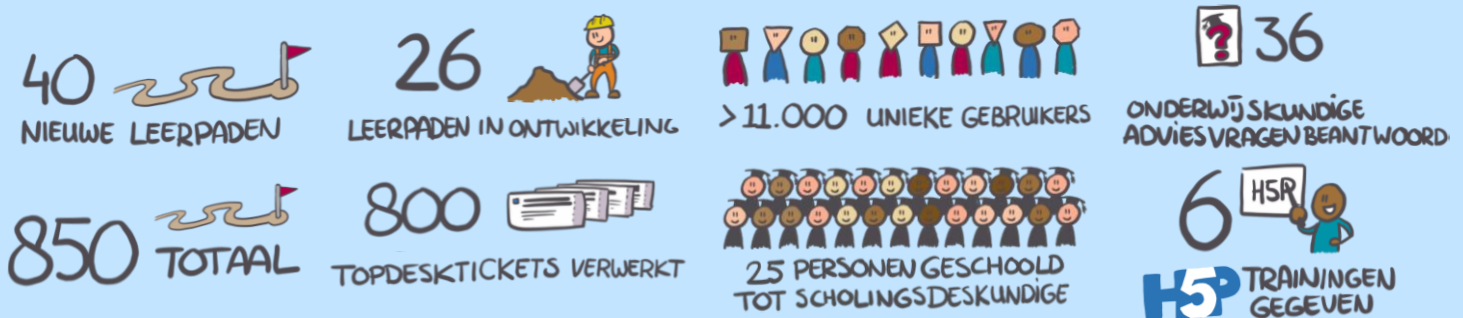 40
NIEUWE LEERPADEN
26
LEERPADEN IN ONTWIKKELING
>11.000 UNIEKE GEBRUIKERS
? 36
ONDERWIJSKUNDIGE
ADVIESVRAGEN BEANTWOORD
850 TOTAAL
800
TOPDESKTICKETS VERWERKT
25 PERSONEN GESCHOOLD
TOT SCHOLINGSDESKUNDIGE
6 H5P
H5P TRAININGEN
GEGEVEN